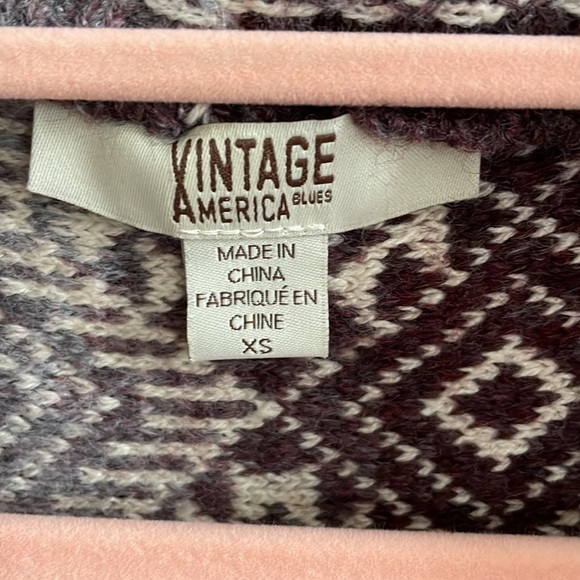 VINTAGE
AMERICA BLUES
MADE IN
CHINA
FABRIQUÉ EN
CHINE
XS